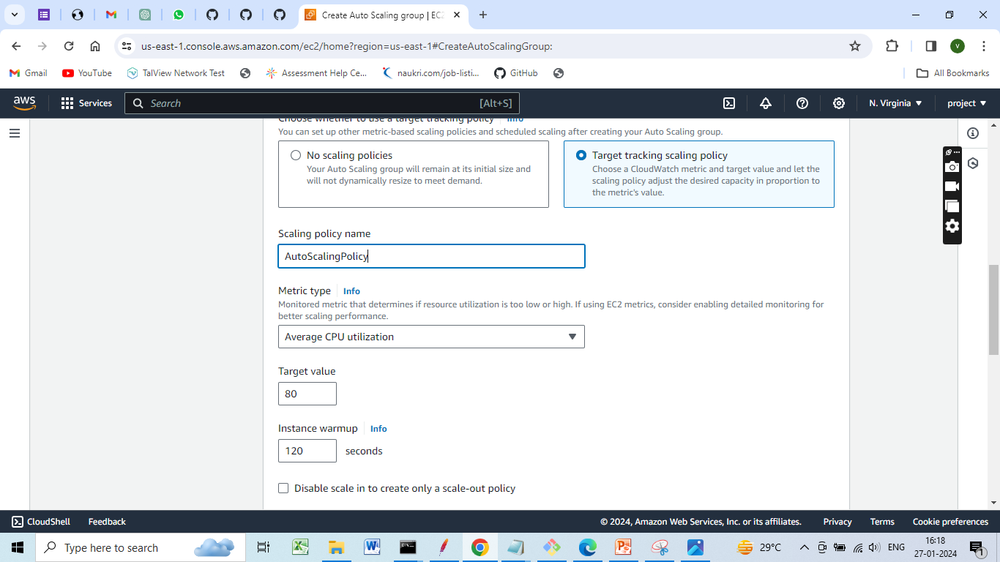 Create Auto Scaling group | EC2
us-east-1.console.aws.amazon.com/ec2/home?region=us-east-1#CreateAutoScalingGroup:
V
Gmail
YouTube
TalView Network Test
Assessment Help Ce...
naukri.com/job-listi...
GitHub
All Bookmarks
aws
Services
Search
[Alt+S]
N. Virginia
project
Choose whether to use a target tracking policy Info
You can set up other metric-based scaling policies and scheduled scaling after creating your Auto Scaling group.
No scaling policies
Your Auto Scaling group will remain at its initial size and
will not dynamically resize to meet demand.
Target tracking scaling policy
Choose a CloudWatch metric and target value and let the
scaling policy adjust the desired capacity in proportion to
the metric's value.
Scaling policy name
AutoScalingPolicy
Metric type Info
Monitored metric that determines if resource utilization is too low or high. If using EC2 metrics, consider enabling detailed monitoring for
better scaling performance.
Average CPU utilization
Target value
80
Instance warmup Info
120 seconds
Disable scale in to create only a scale-out policy
CloudShell
Feedback
© 2024, Amazon Web Services, Inc. or its affiliates.
Privacy
Terms
Cookie preferences
Type here to search
29°C
ENG
16:18
27-01-2024
1